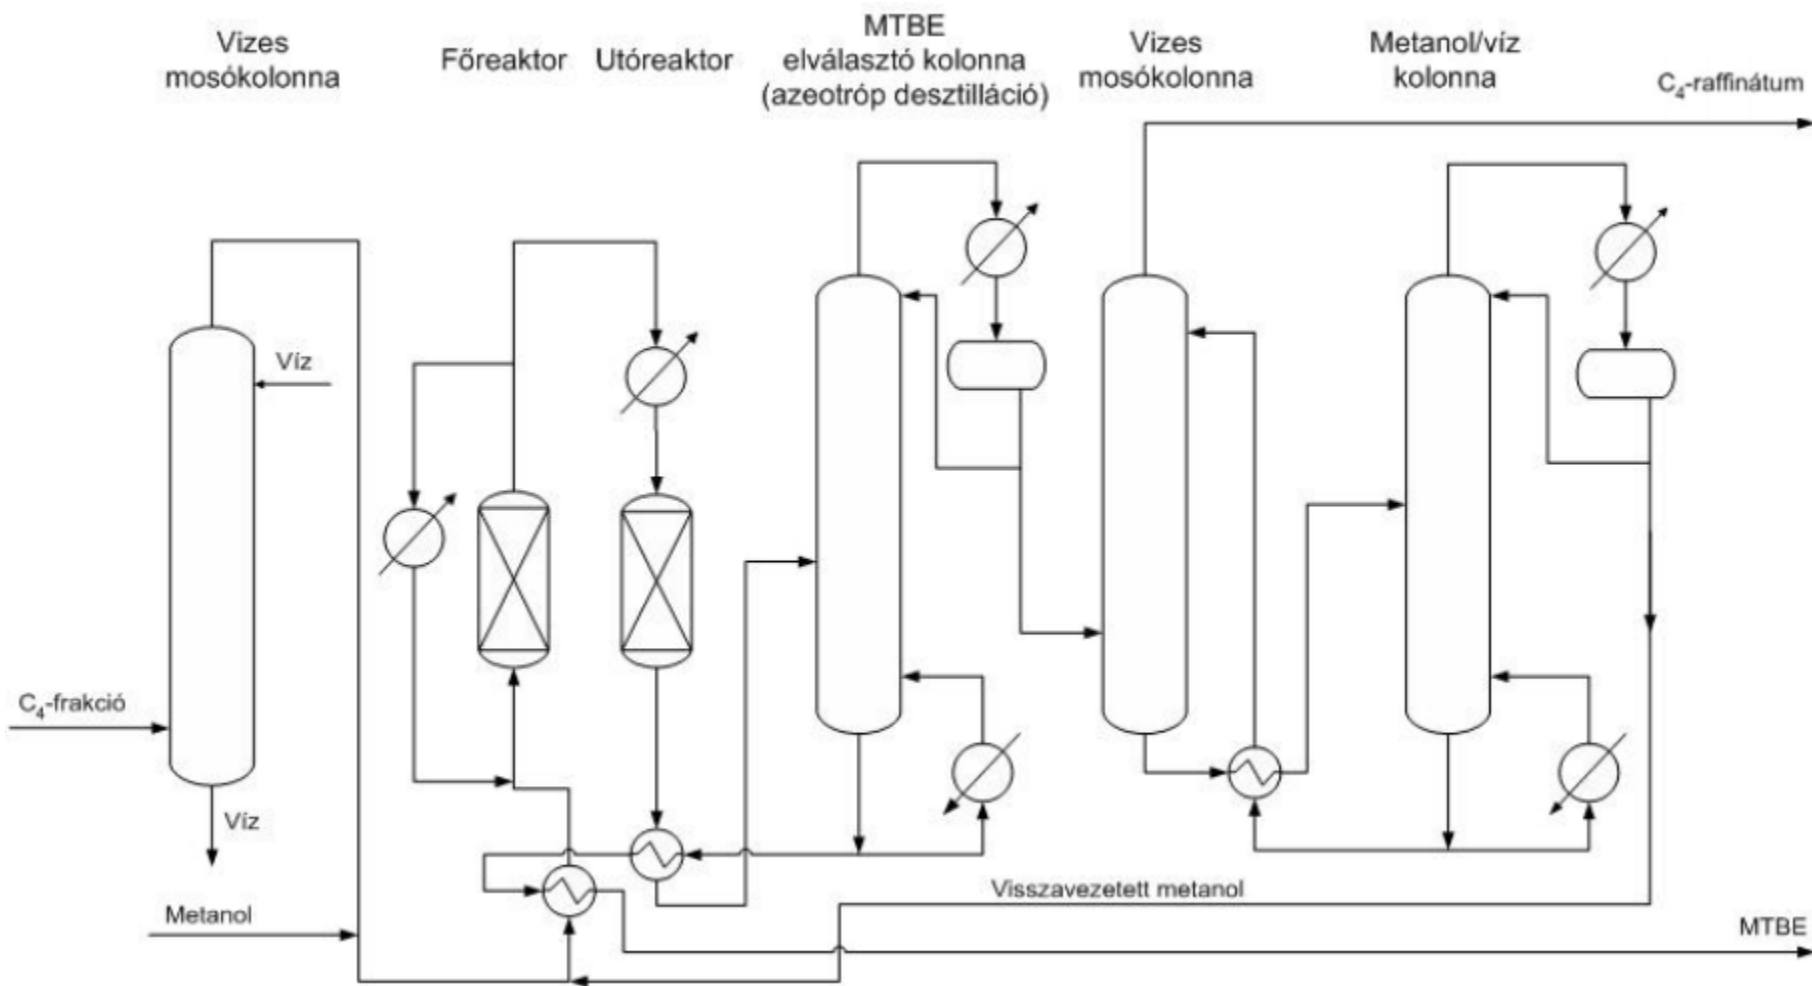 Vizes
mosókolonna
Főreaktor
Utóreaktor
MTBE
elválasztó kolonna
(azeotróp desztilláció)
Vizes
mosókolonna
Metanol/víz
kolonna
C₄-raffinátum
Víz
C₄-frakció
Víz
Metanol
Visszavezetett metanol
MTBE